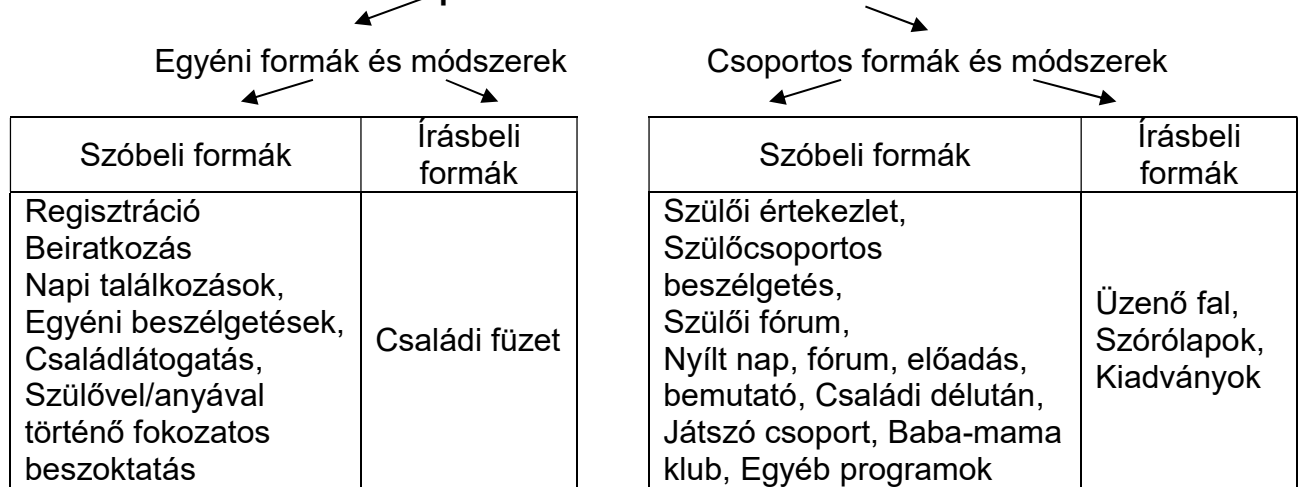 Egyéni formák és módszerek
Csoportos formák és módszerek
Szóbeli formák
Írásbeli
formák
Regisztráció
Beiratkozás
Napi találkozások,
Egyéni beszélgetések,
Családlátogatás,
Szülővel/anyával
történő fokozatos
beszoktatás
Családi füzet
Szóbeli formák
Írásbeli
formák
Szülői értekezlet,
Szülőcsoportos
beszélgetés,
Szülői fórum,
Nyílt nap, fórum, előadás,
bemutató, Családi délután,
Játszó csoport, Baba-mama
klub, Egyéb programok
Üzenő fal,
Szórólapok,
Kiadványok